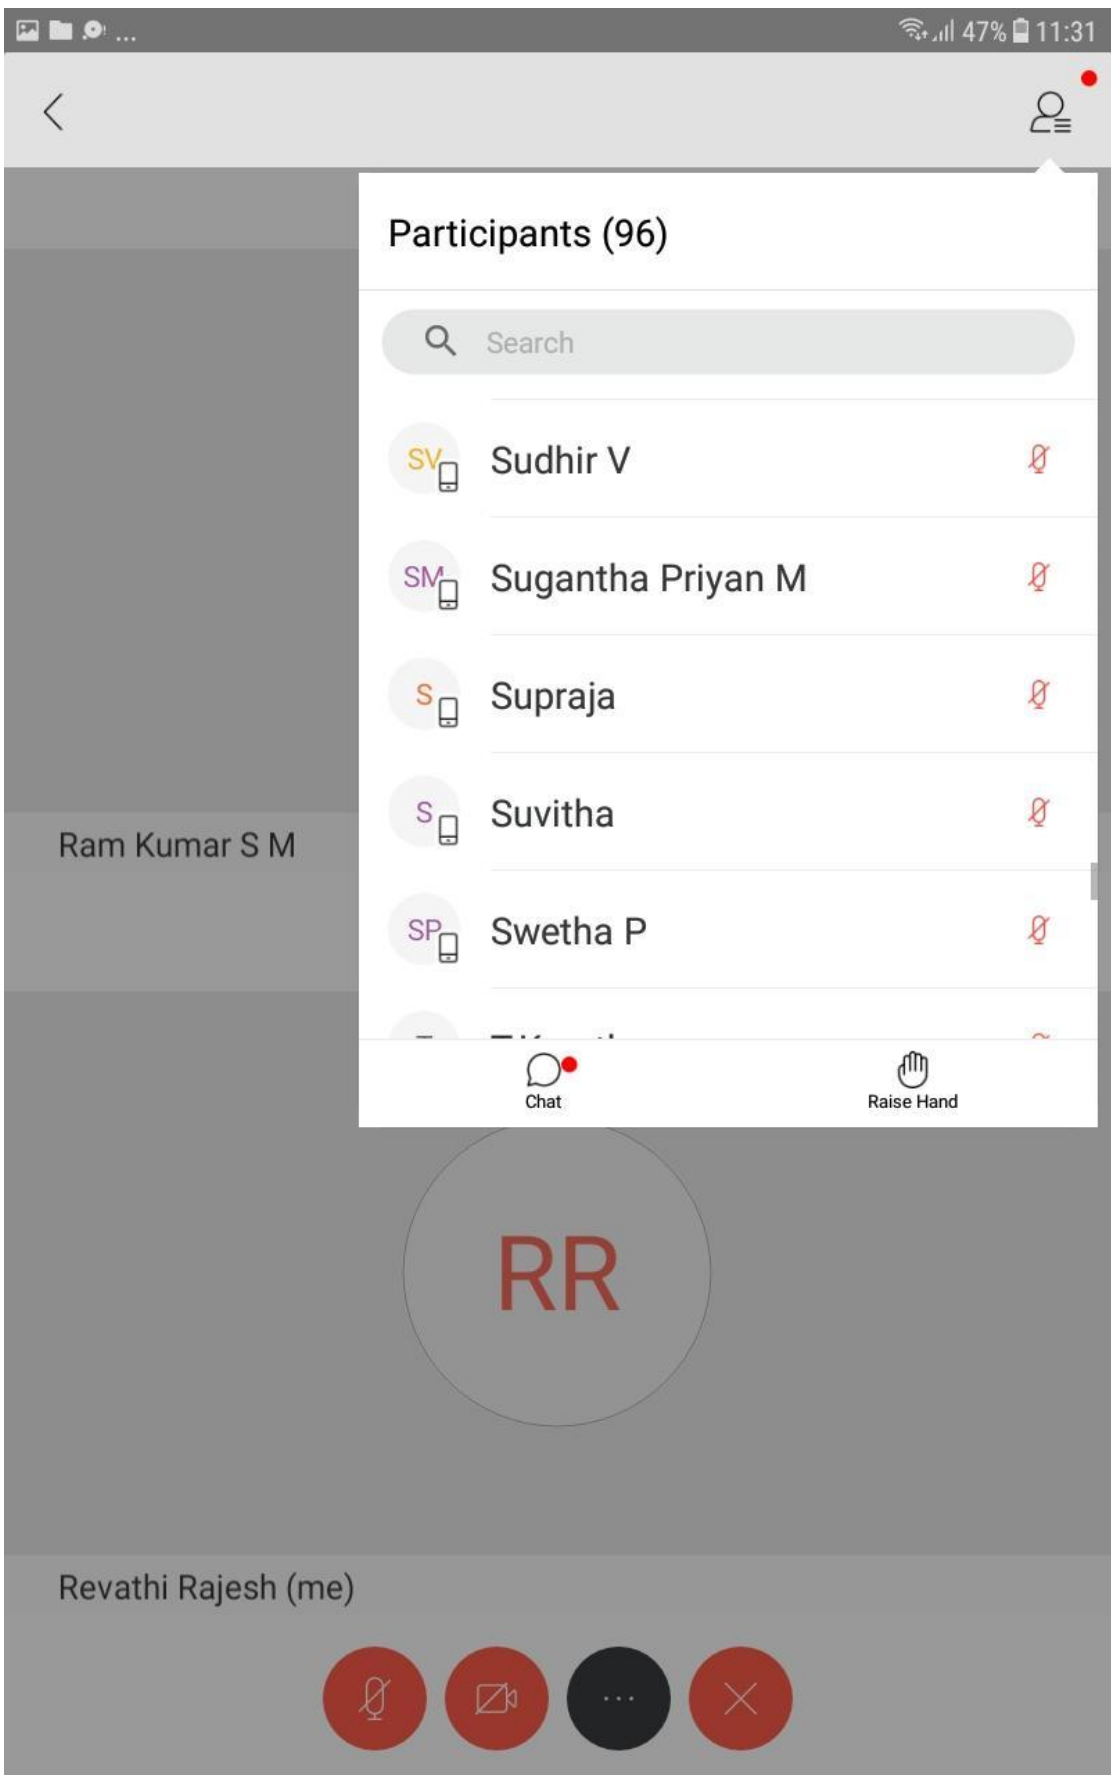 ... 47% 11:31
Participants (96)
Search
SV Sudhir V
SM Sugantha Priyan M
S Supraja
S Suvitha
SP Swetha P
Chat
Raise Hand
Ram Kumar S M
RR
Revathi Rajesh (me)